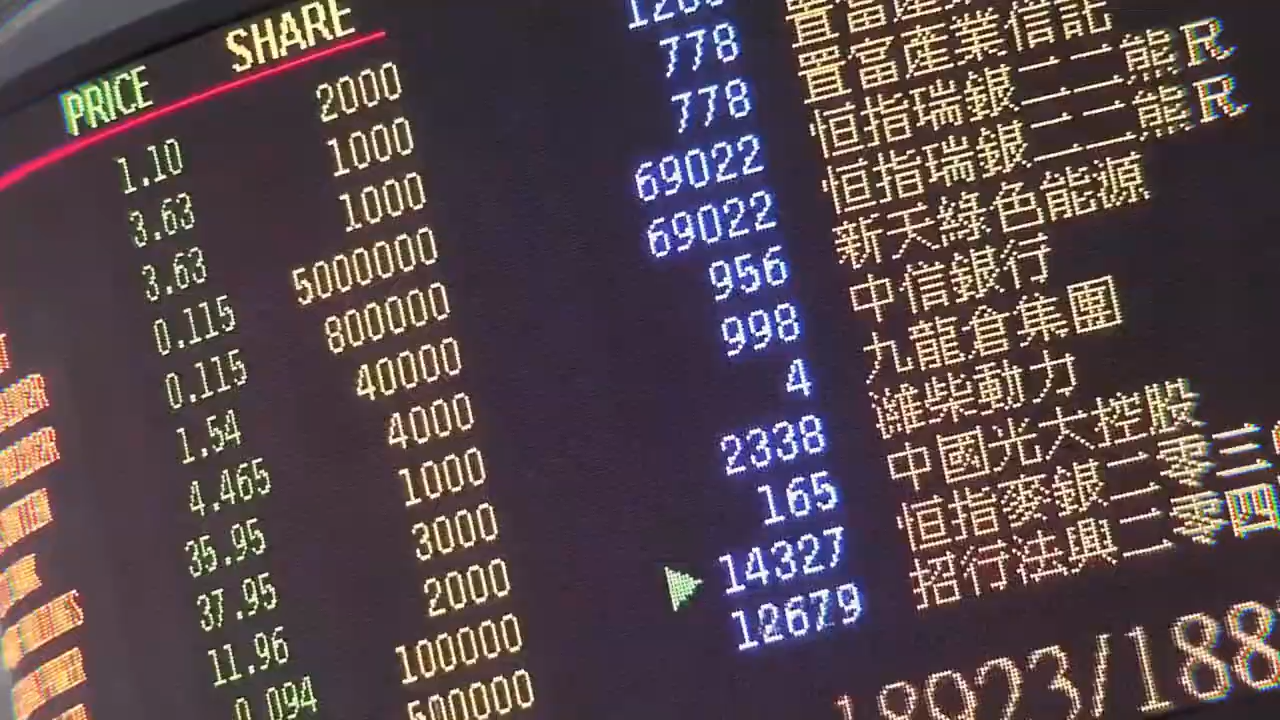 PRICE SHARE
1.10 2000
3.63 1000
3.63 1000
0.115 5000000
0.115 800000
1.54 40000
4.465 4000
35.95 1000
37.95 3000
11.96 2000
0.094 100000
500000
778 置富產業信託
778 置富產業信託
69022 恒指瑞銀二二熊R
69022 恒指瑞銀二二熊R
956 新天綠色能源
998 中信銀行
4 九龍倉集團
2338 濰柴動力
165 中國光大控股
14327 恒指麥銀二零三
12679 招行法興二零四
18923/188